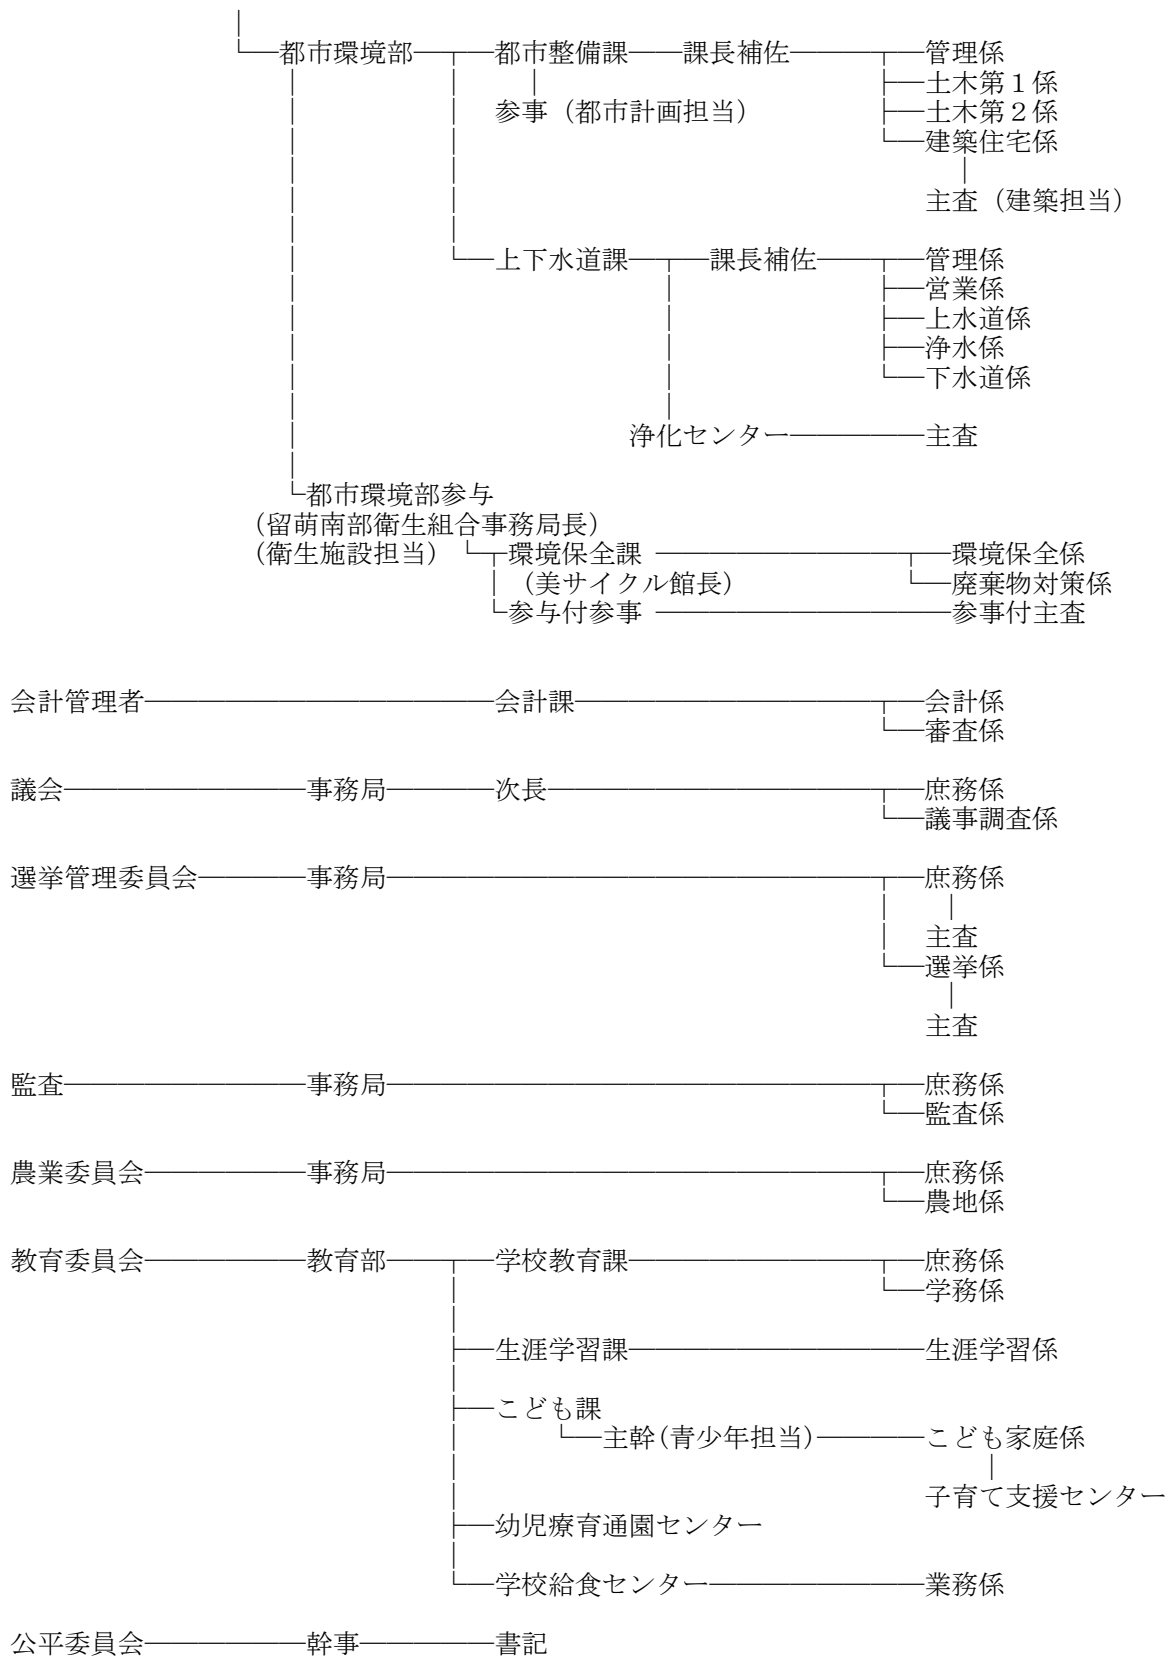 都市環境部 都市整備課 課長補佐 管理係
土木第１係
参事（都市計画担当） 土木第２係
建築住宅係
主査（建築担当）
上下水道課 課長補佐 管理係
営業係
上水道係
浄水係
下水道係
浄化センター 主査
都市環境部参与
（留萌南部衛生組合事務局長）
（衛生施設担当） 環境保全課 環境保全係
（美サイクル館長） 廃棄物対策係
参与付参事 参事付主査
会計管理者 会計課 会計係
審査係
議会 事務局 次長 庶務係
議事調査係
選挙管理委員会 事務局 庶務係
主査
選挙係
主査
監査 事務局 庶務係
監査係
農業委員会 事務局 庶務係
農地係
教育委員会 教育部 学校教育課 庶務係
学務係
生涯学習課 生涯学習係
こども課
主幹(青少年担当) こども家庭係
子育て支援センター
幼児療育通園センター
学校給食センター 業務係
公平委員会 幹事 書記